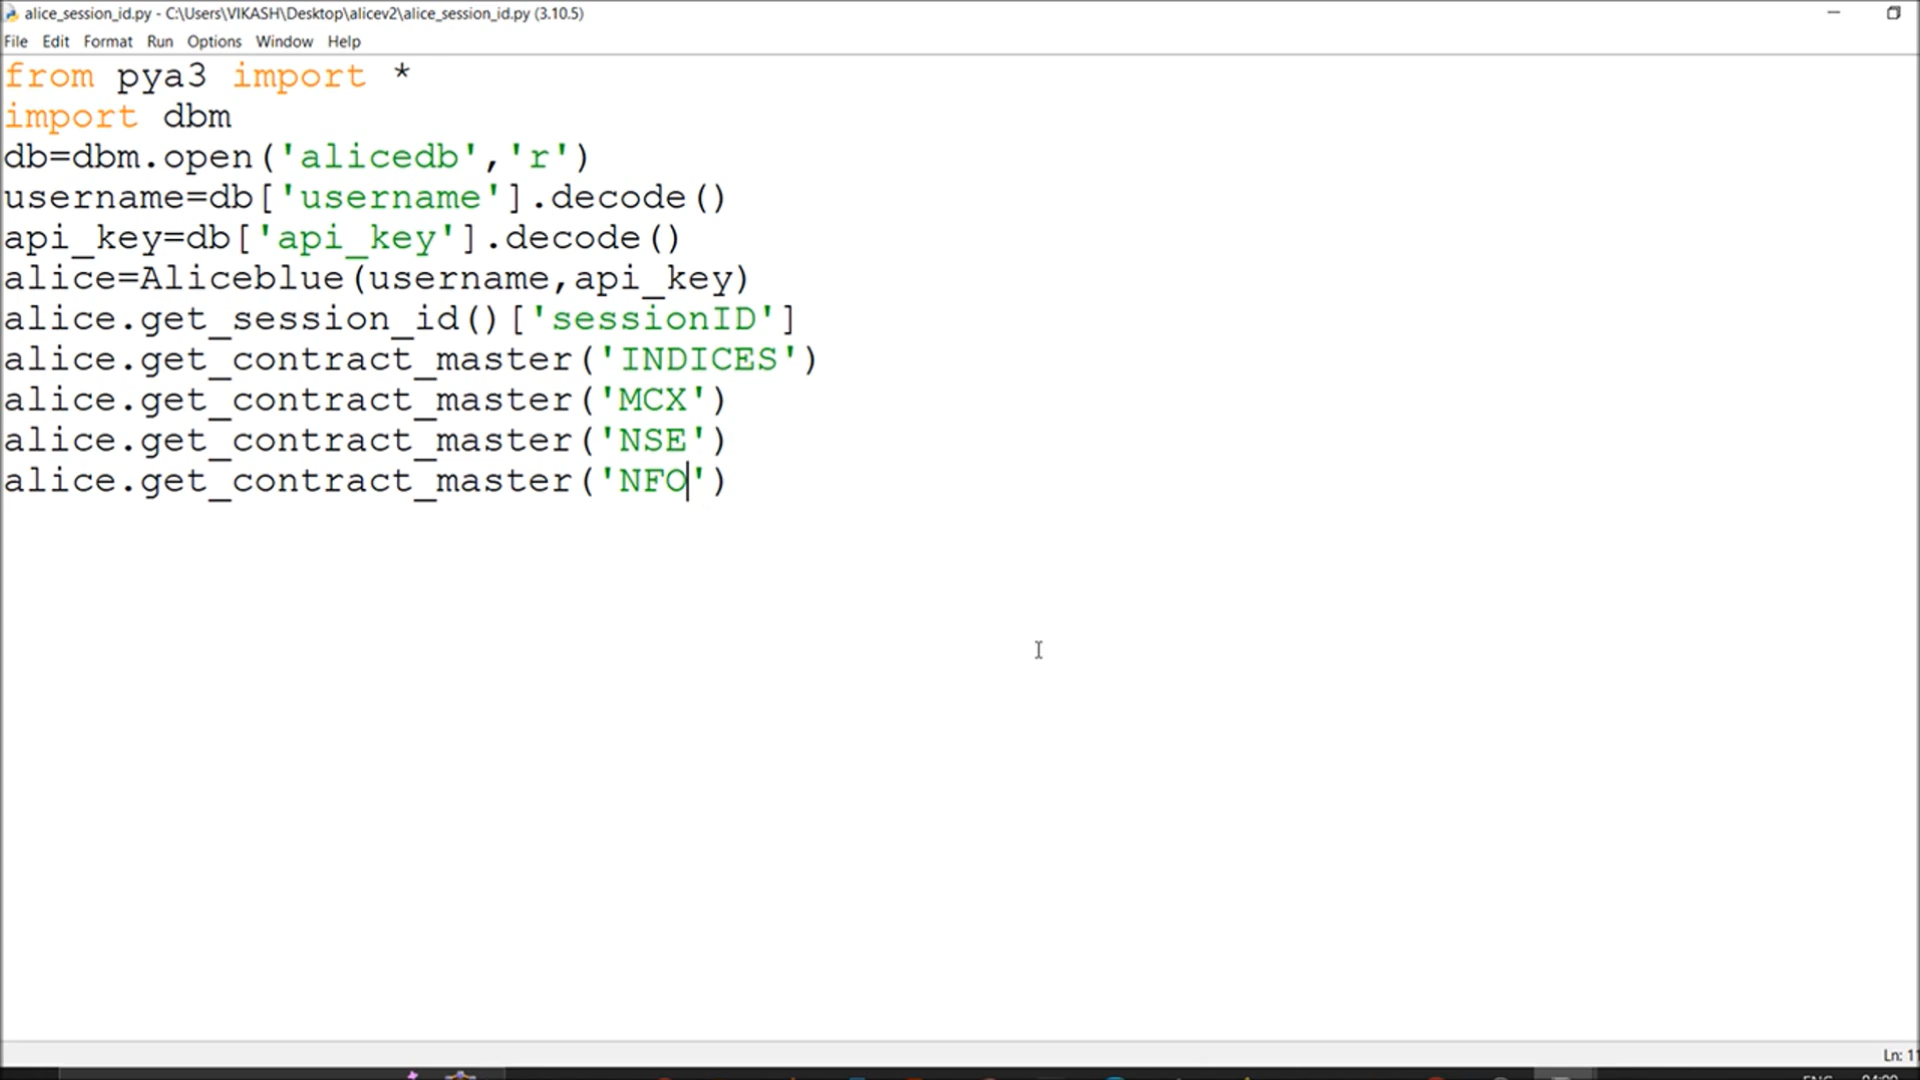 alice_session_id.py - C:\Users\VIKASH\Desktop\alicev2\alice_session_id.py (3.10.5)
File Edit Format Run Options Window Help
from pya3 import *
import dbm
db=dbm.open('alicedb','r')
username=db['username'].decode()
api_key=db['api_key'].decode()
alice=Aliceblue(username,api_key)
alice.get_session_id()['sessionID']
alice.get_contract_master('INDICES')
alice.get_contract_master('MCX')
alice.get_contract_master('NSE')
alice.get_contract_master('NFO')
Ln: 11